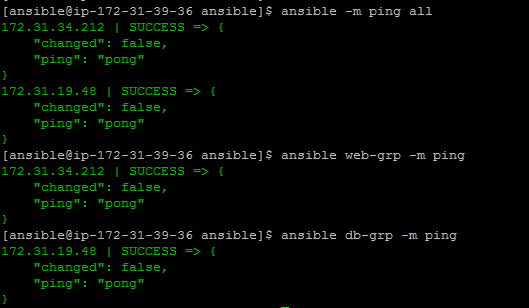 [ansible@ip-172-31-39-36 ansible]$ ansible -m ping all
172.31.34.212 | SUCCESS => {
    "changed": false,
    "ping": "pong"
}
172.31.19.48 | SUCCESS => {
    "changed": false,
    "ping": "pong"
}
[ansible@ip-172-31-39-36 ansible]$ ansible web-grp -m ping
172.31.34.212 | SUCCESS => {
    "changed": false,
    "ping": "pong"
}
[ansible@ip-172-31-39-36 ansible]$ ansible db-grp -m ping
172.31.19.48 | SUCCESS => {
    "changed": false,
    "ping": "pong"
}